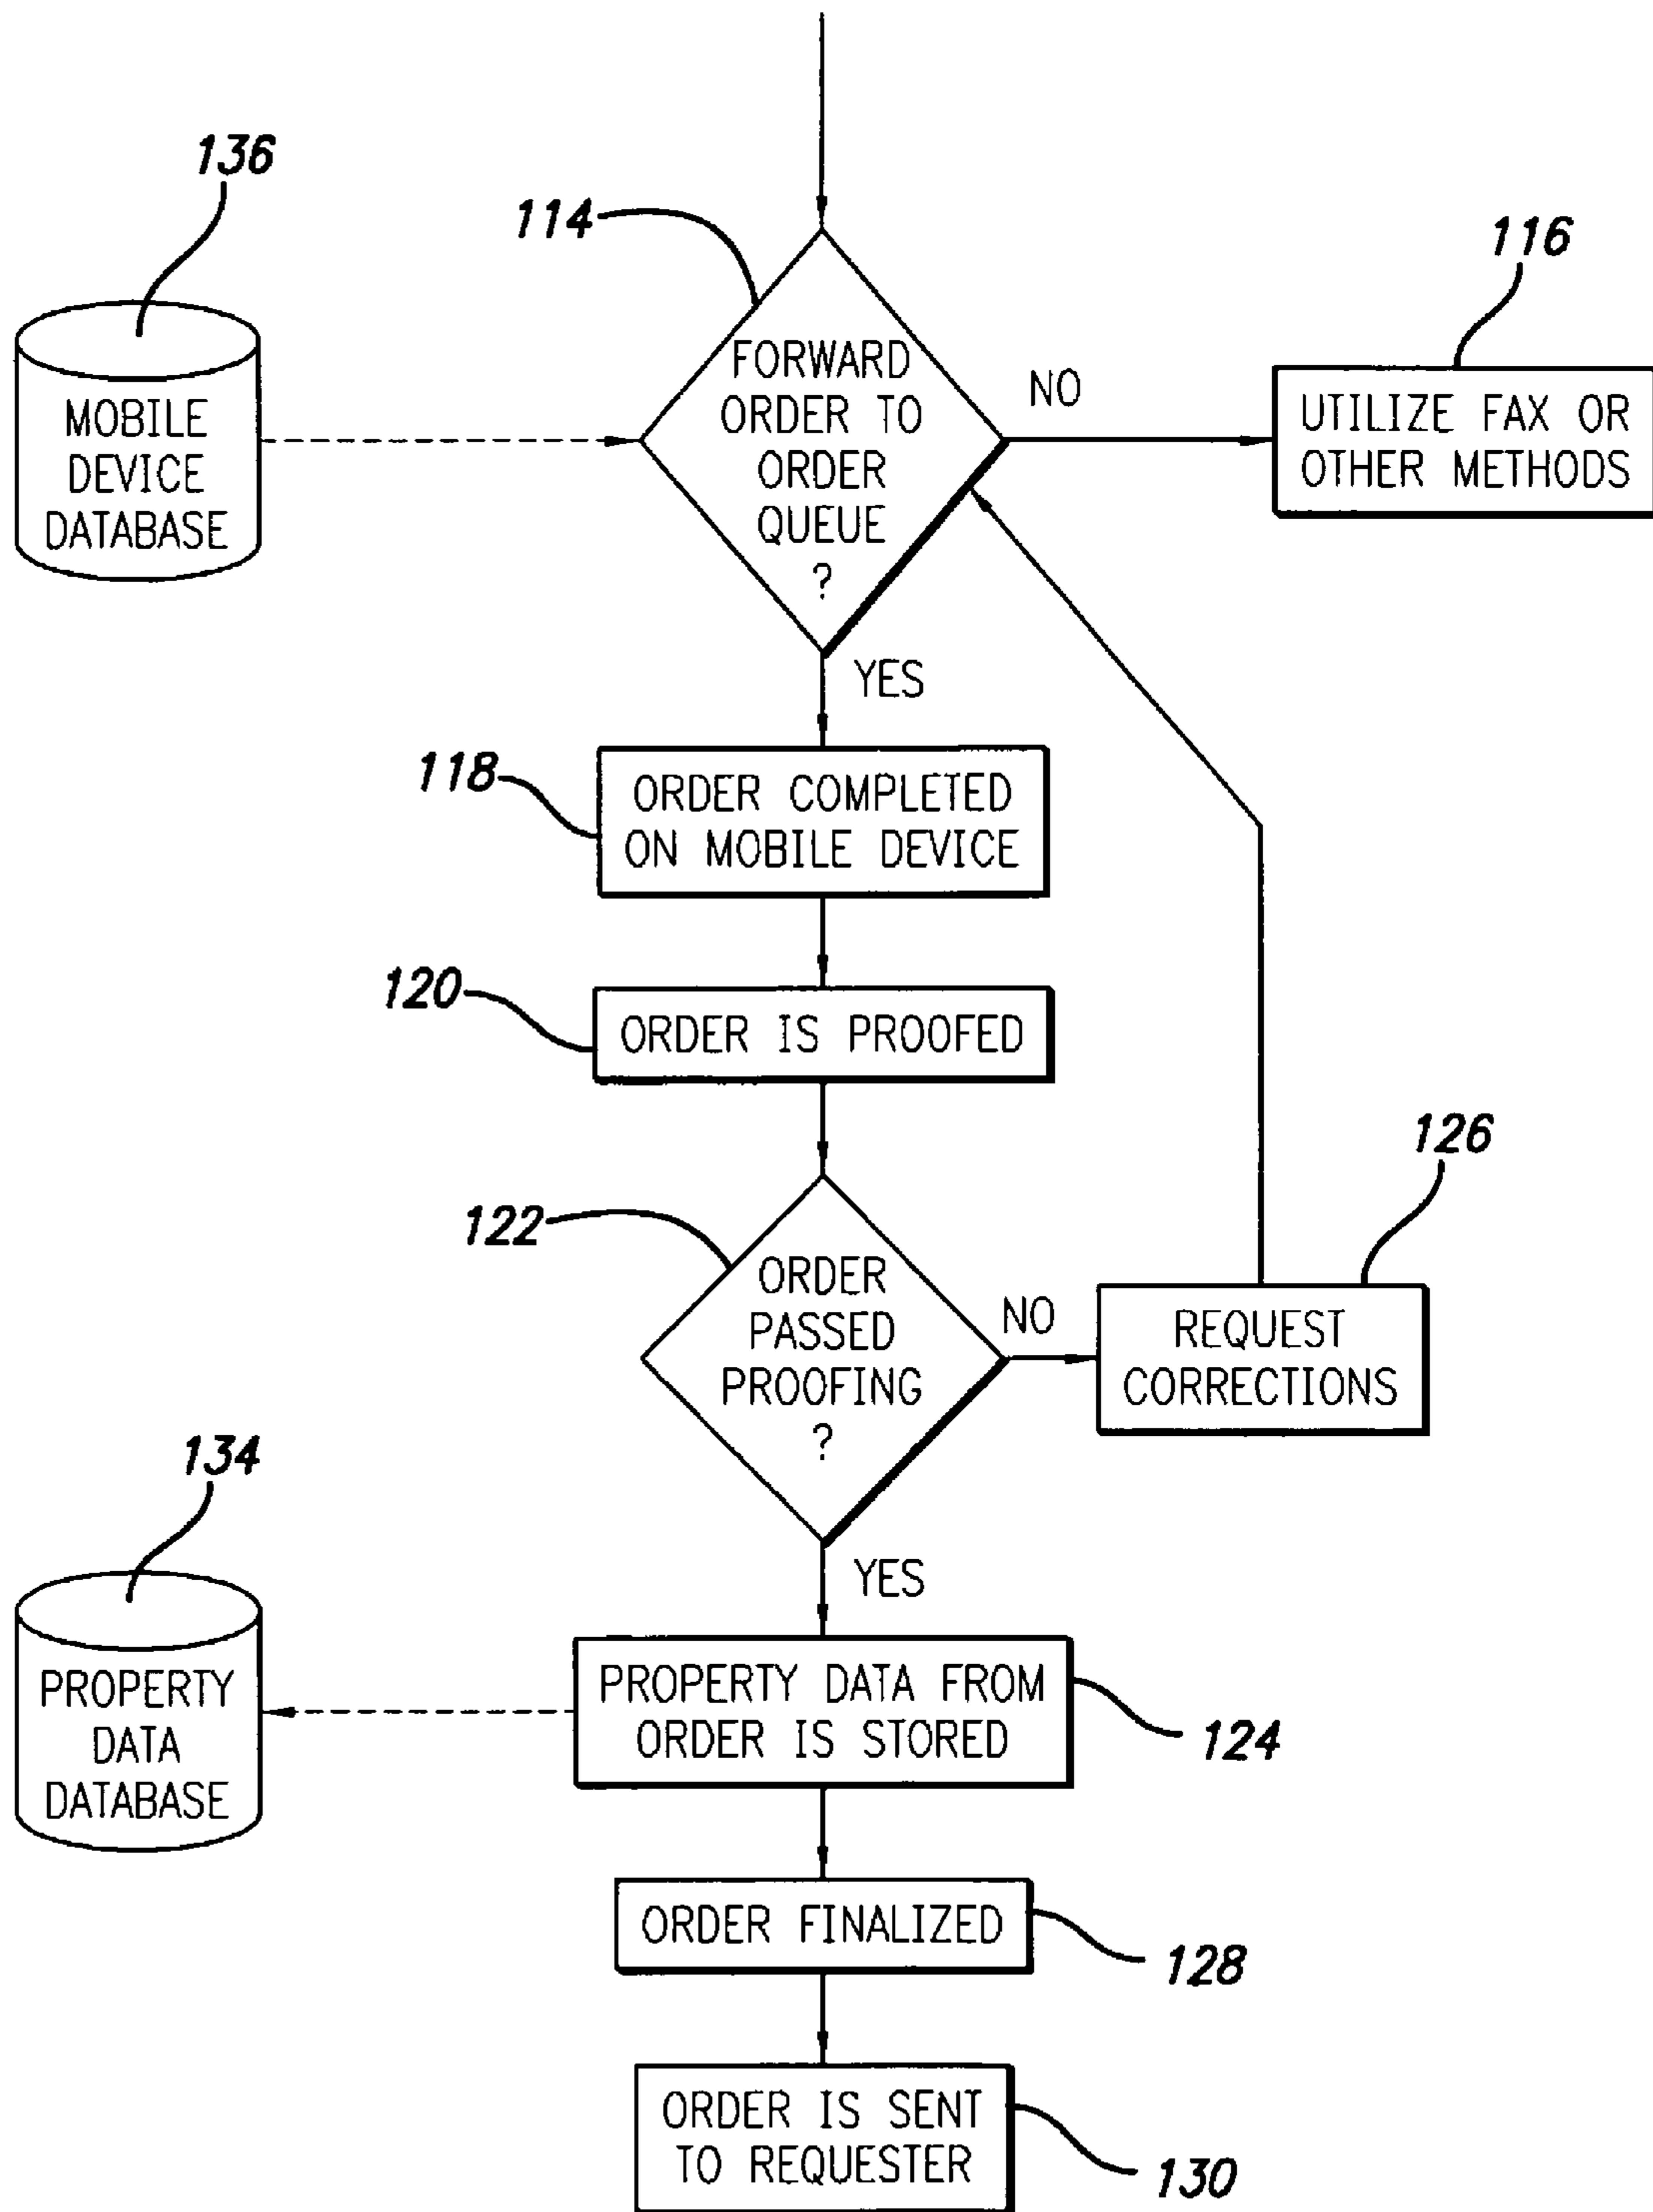 136
114
116
MOBILE
DEVICE
DATABASE
FORWARD
ORDER TO
ORDER
QUEUE
?
NO
UTILIZE FAX OR
OTHER METHODS
YES
118
ORDER COMPLETED
ON MOBILE DEVICE
120
ORDER IS PROOFED
126
122
ORDER
PASSED
PROOFING
?
NO
REQUEST
CORRECTIONS
134
YES
PROPERTY
DATA
DATABASE
PROPERTY DATA FROM
ORDER IS STORED
124
ORDER FINALIZED
128
ORDER IS SENT
TO REQUESTER
130